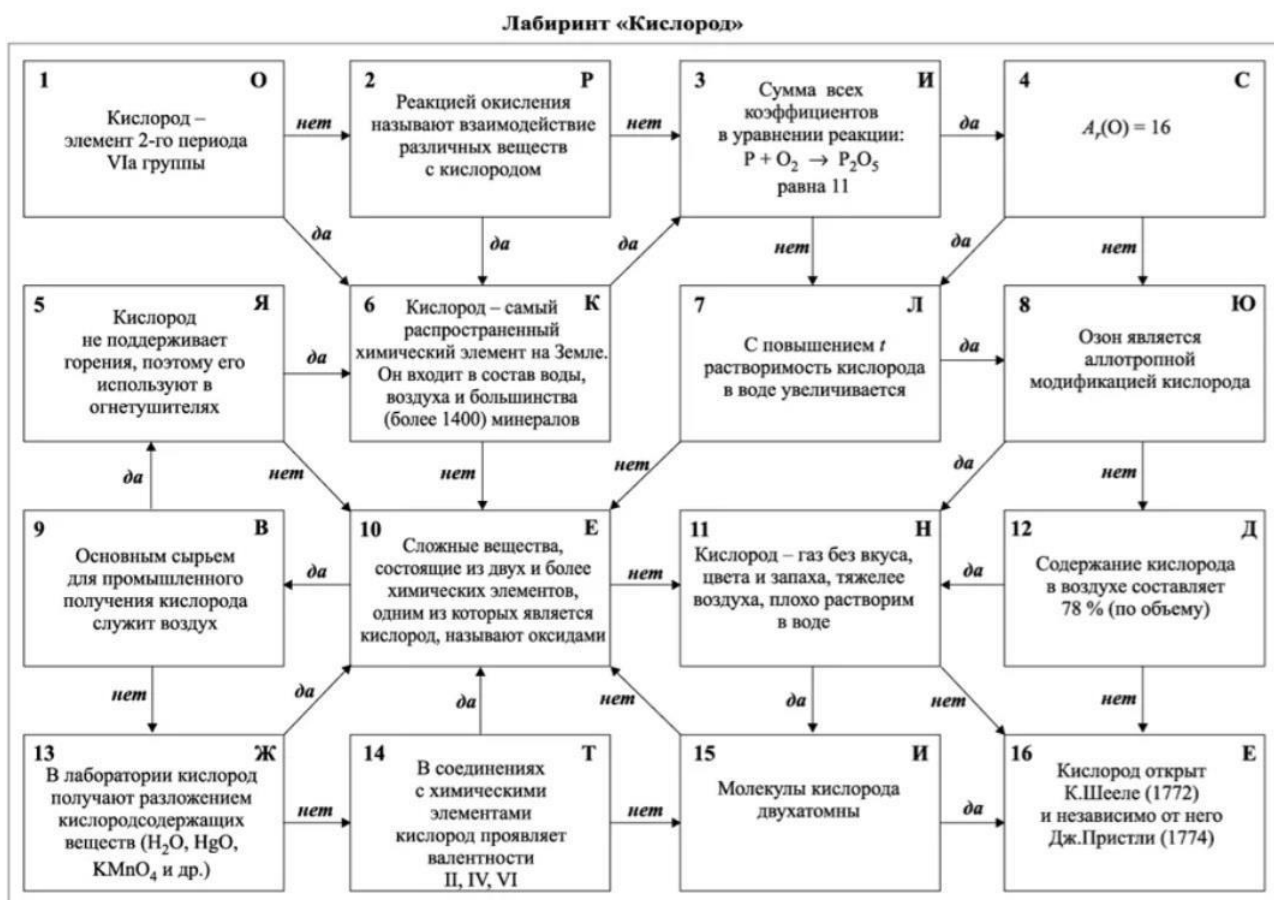 Лабиринт «Кислород»
1 О
Кислород –
элемент 2-го периода
VIa группы
нет
2 Р
Реакцией окисления
называют взаимодействие
различных веществ
с кислородом
нет
3 И
Сумма всех
коэффициентов
в уравнении реакции:
P + O₂ → P₂O₅
равна 11
да
4 С
Aᵣ(O) = 16
да
да
да
нет
да
нет
5 Я
Кислород
не поддерживает
горения, поэтому его
используют в
огнетушителях
да
6 К
Кислород – самый
распространенный
химический элемент на Земле.
Он входит в состав воды,
воздуха и большинства
(более 1400) минералов
7 Л
С повышением t
растворимость кислорода
в воде увеличивается
да
8 Ю
Озон является
аллотропной
модификацией кислорода
да
нет
нет
нет
да
нет
9 В
Основным сырьем
для промышленного
получения кислорода
служит воздух
да
10 Е
Сложные вещества,
состоящие из двух и более
химических элементов,
одним из которых является
кислород, называют оксидами
нет
11 Н
Кислород – газ без вкуса,
цвета и запаха, тяжелее
воздуха, плохо растворим
в воде
да
12 Д
Содержание кислорода
в воздухе составляет
78 % (по объему)
нет
да
да
нет
да
нет
нет
13 Ж
В лаборатории кислород
получают разложением
кислородсодержащих
веществ (H₂O, HgO,
KMnO₄ и др.)
нет
14 Т
В соединениях
с химическими
элементами
кислород проявляет
валентности
II, IV, VI
нет
15 И
Молекулы кислорода
двухатомны
да
16 Е
Кислород открыт
К.Шееле (1772)
и независимо от него
Дж.Пристли (1774)